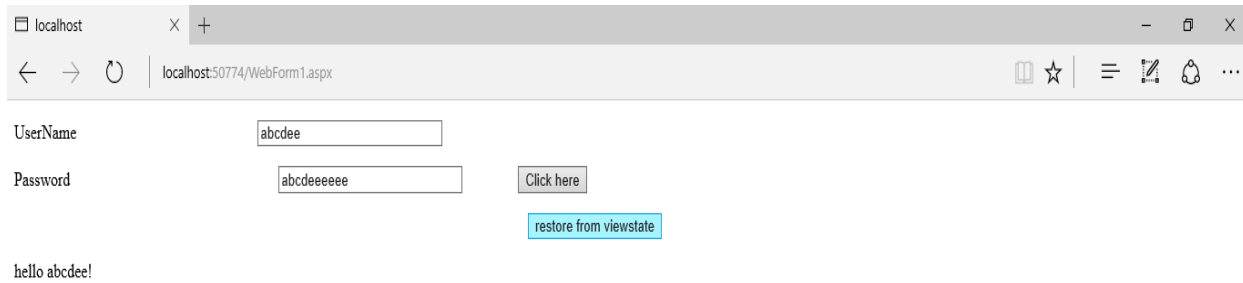 localhost
localhost:50774/WebForm1.aspx
UserName abcdee
Password abcdeeeeee Click here
restore from viewstate
hello abcdee!